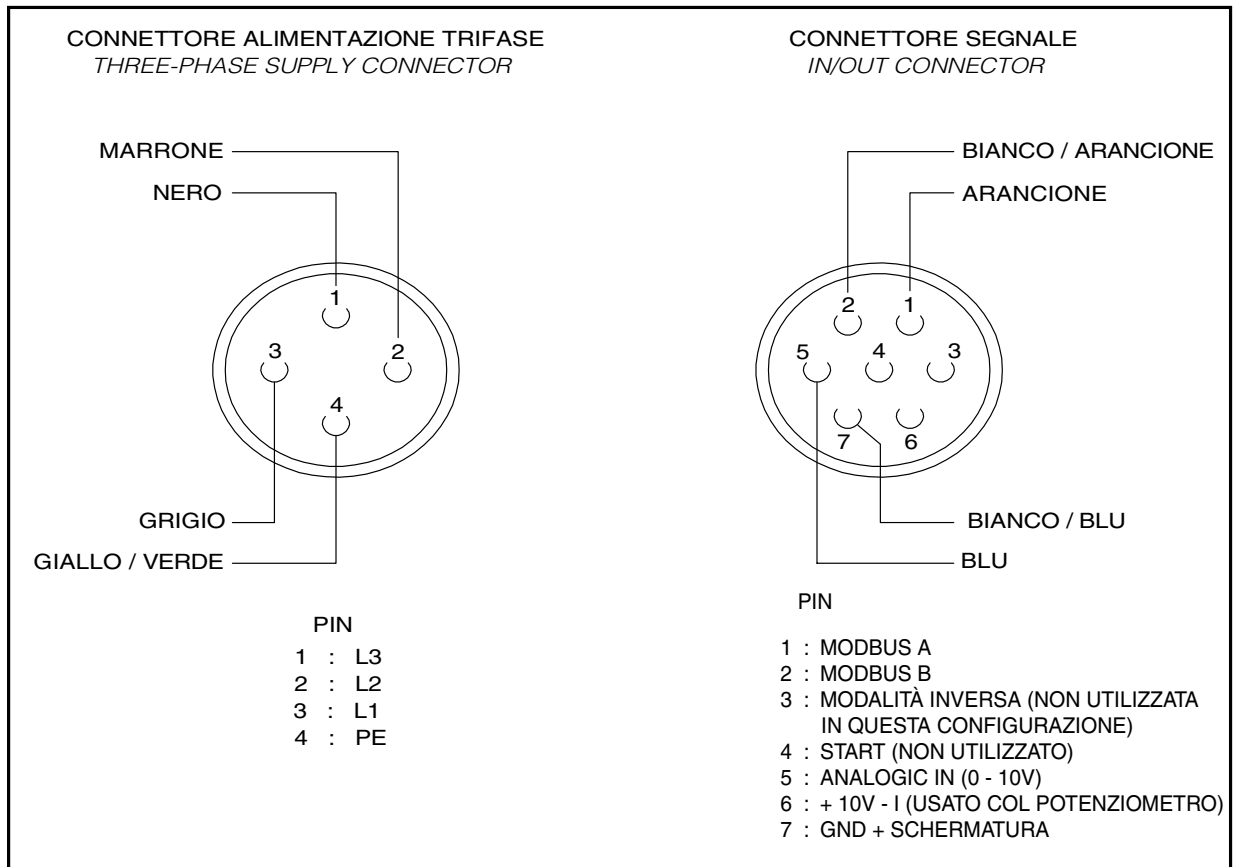 CONNETTORE ALIMENTAZIONE TRIFASE
THREE-PHASE SUPPLY CONNECTOR
MARRONE
NERO
1
3
2
4
GRIGIO
GIALLO / VERDE
PIN
1 : L3
2 : L2
3 : L1
4 : PE
CONNETTORE SEGNALE
IN/OUT CONNECTOR
BIANCO / ARANCIONE
ARANCIONE
2 1
5 4 3
7 6
BIANCO / BLU
BLU
PIN
1 : MODBUS A
2 : MODBUS B
3 : MODALITÀ INVERSA (NON UTILIZZATA
IN QUESTA CONFIGURAZIONE)
4 : START (NON UTILIZZATO)
5 : ANALOGIC IN (0 - 10V)
6 : + 10V - I (USATO COL POTENZIOMETRO)
7 : GND + SCHERMATURA